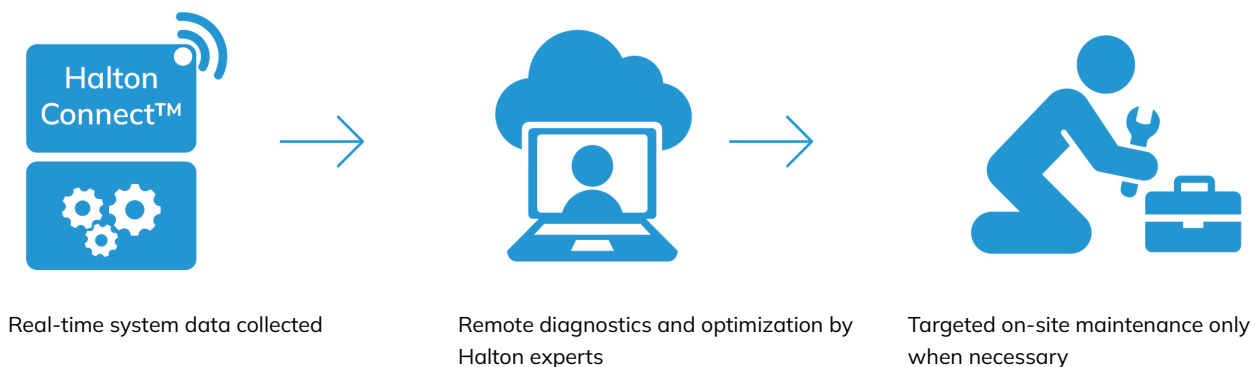 Halton
Connect™
Real-time system data collected
Remote diagnostics and optimization by
Halton experts
Targeted on-site maintenance only
when necessary